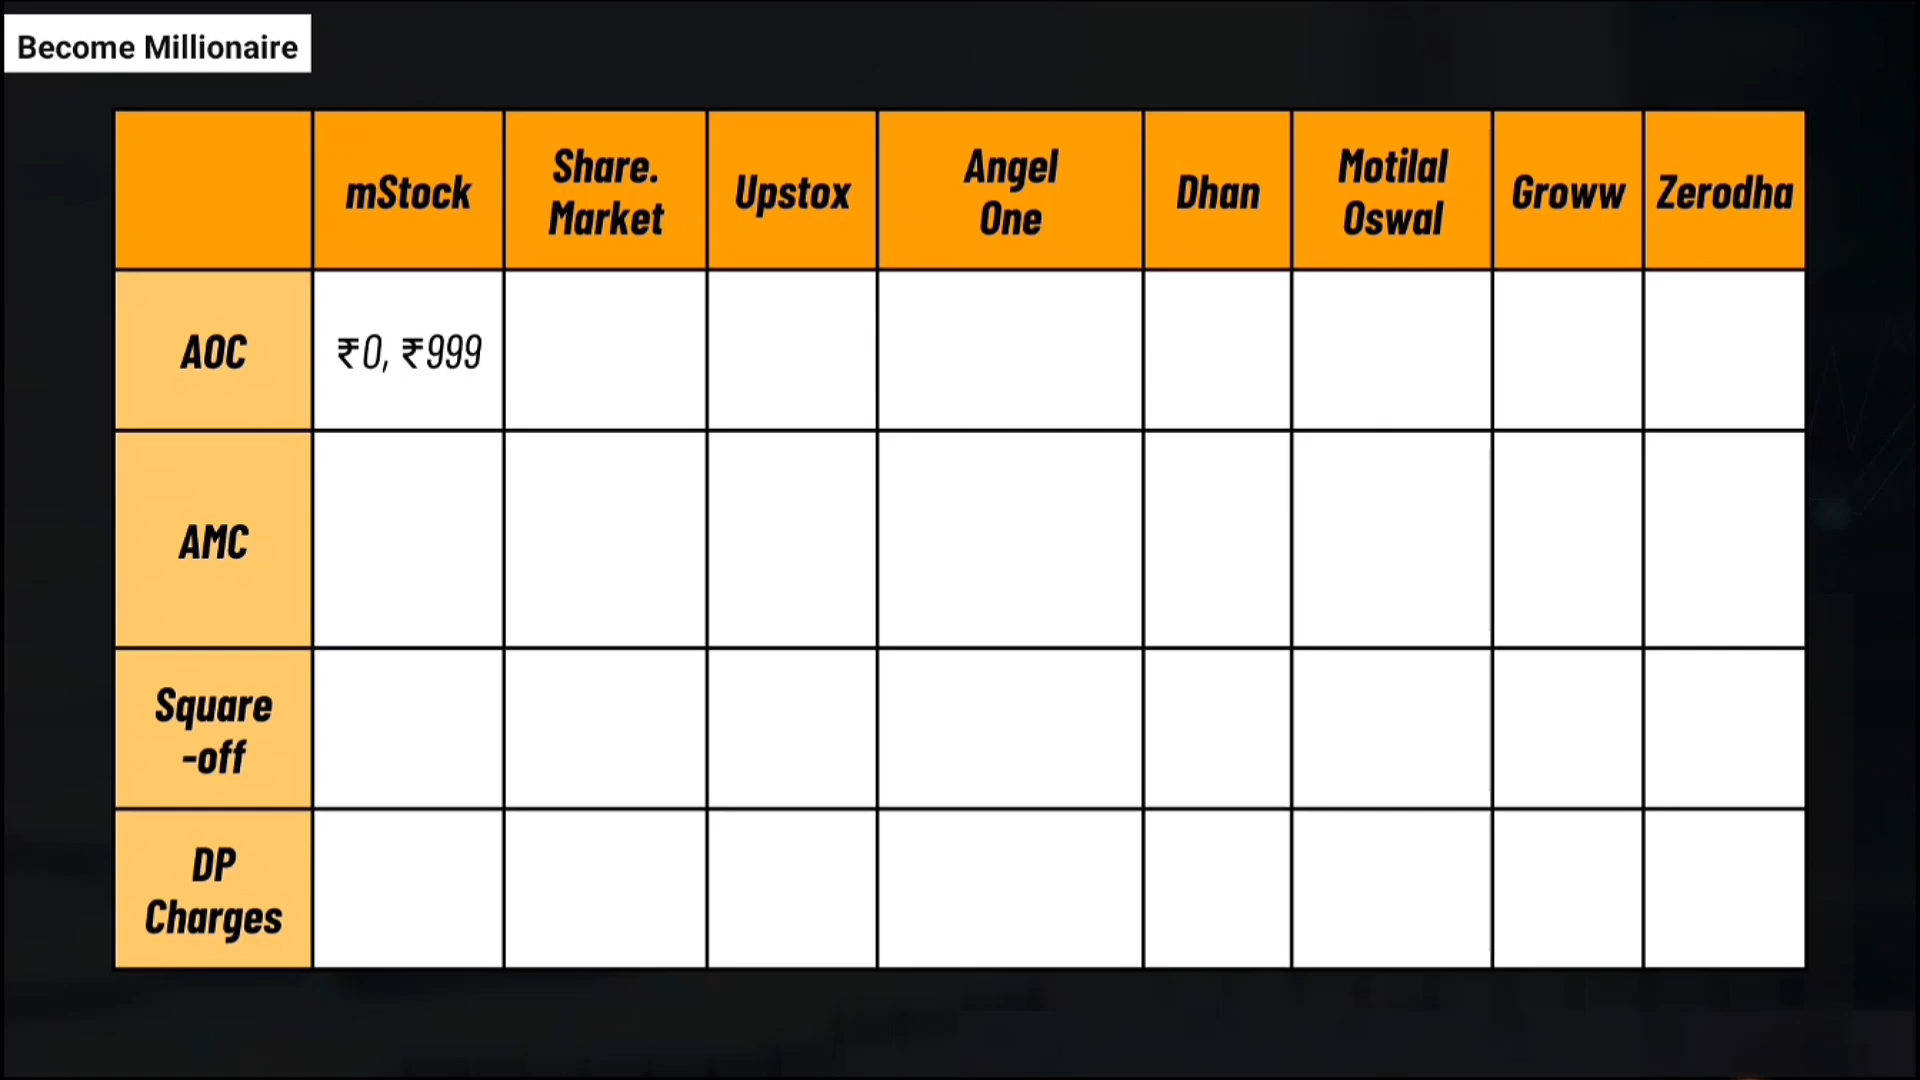 Become Millionaire
mStock
Share.
Market
Upstox
Angel
One
Dhan
Motilal
Oswal
Groww
Zerodha
AOC
₹0, ₹999
AMC
Square
-off
DP
Charges